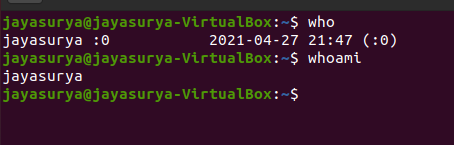 jayasurya@jayasurya-VirtualBox:~$ who
jayasurya :0           2021-04-27 21:47 (:0)
jayasurya@jayasurya-VirtualBox:~$ whoami
jayasurya
jayasurya@jayasurya-VirtualBox:~$